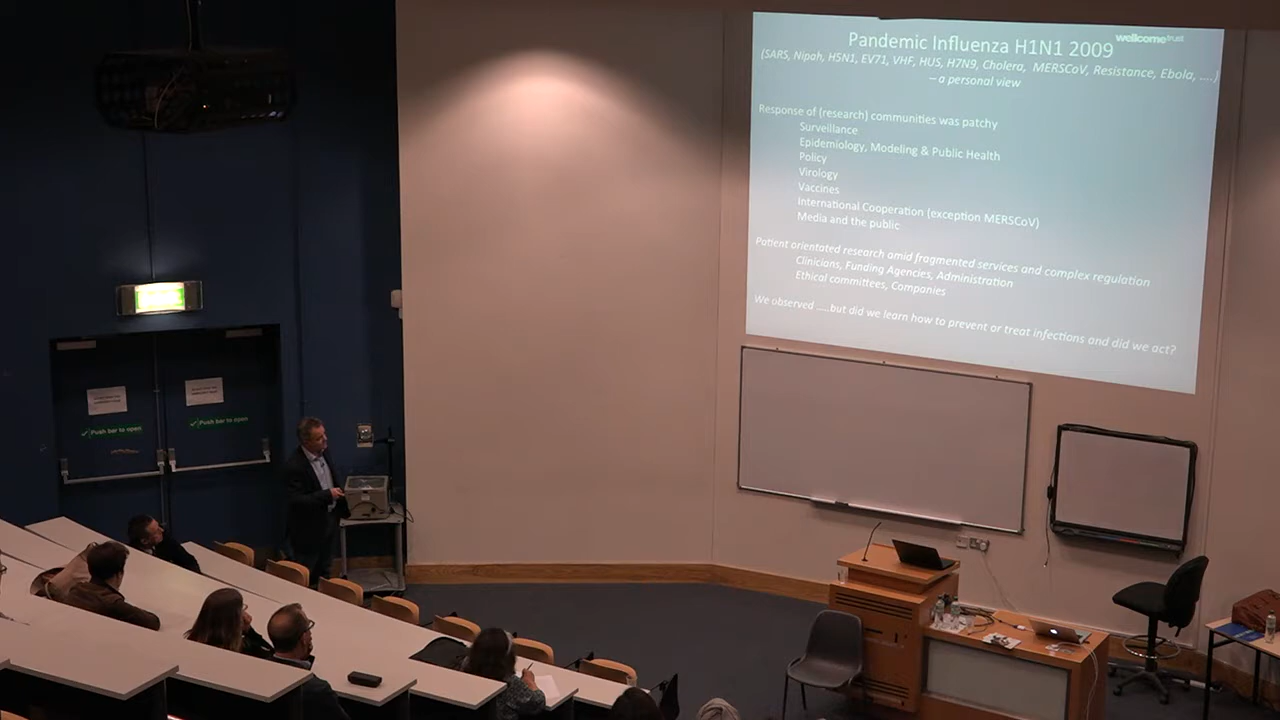 wellcome trust
Pandemic Influenza H1N1 2009
(SARS, Nipah, H5N1, EV71, VHF, HUS, H7N9, Cholera, MERSCoV, Resistance, Ebola, ....)
– a personal view
Response of (research) communities was patchy
Surveillance
Epidemiology, Modeling & Public Health
Policy
Virology
Vaccines
International Cooperation (exception MERSCoV)
Media and the public
Patient orientated research amid fragmented services and complex regulation
Clinicians, Funding Agencies, Administration
Ethical committees, Companies
We observed .....but did we learn how to prevent or treat infections and did we act?
Push bar to open
Push bar to open